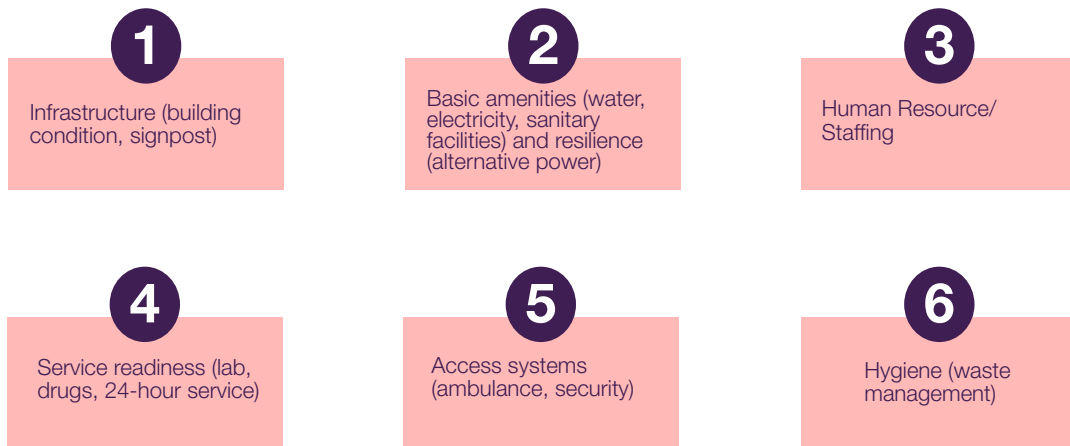 1
Infrastructure (building
condition, signpost)
2
Basic amenities (water,
electricity, sanitary
facilities) and resilience
(alternative power)
3
Human Resource/
Staffing
4
Service readiness (lab,
drugs, 24-hour service)
5
Access systems
(ambulance, security)
6
Hygiene (waste
management)